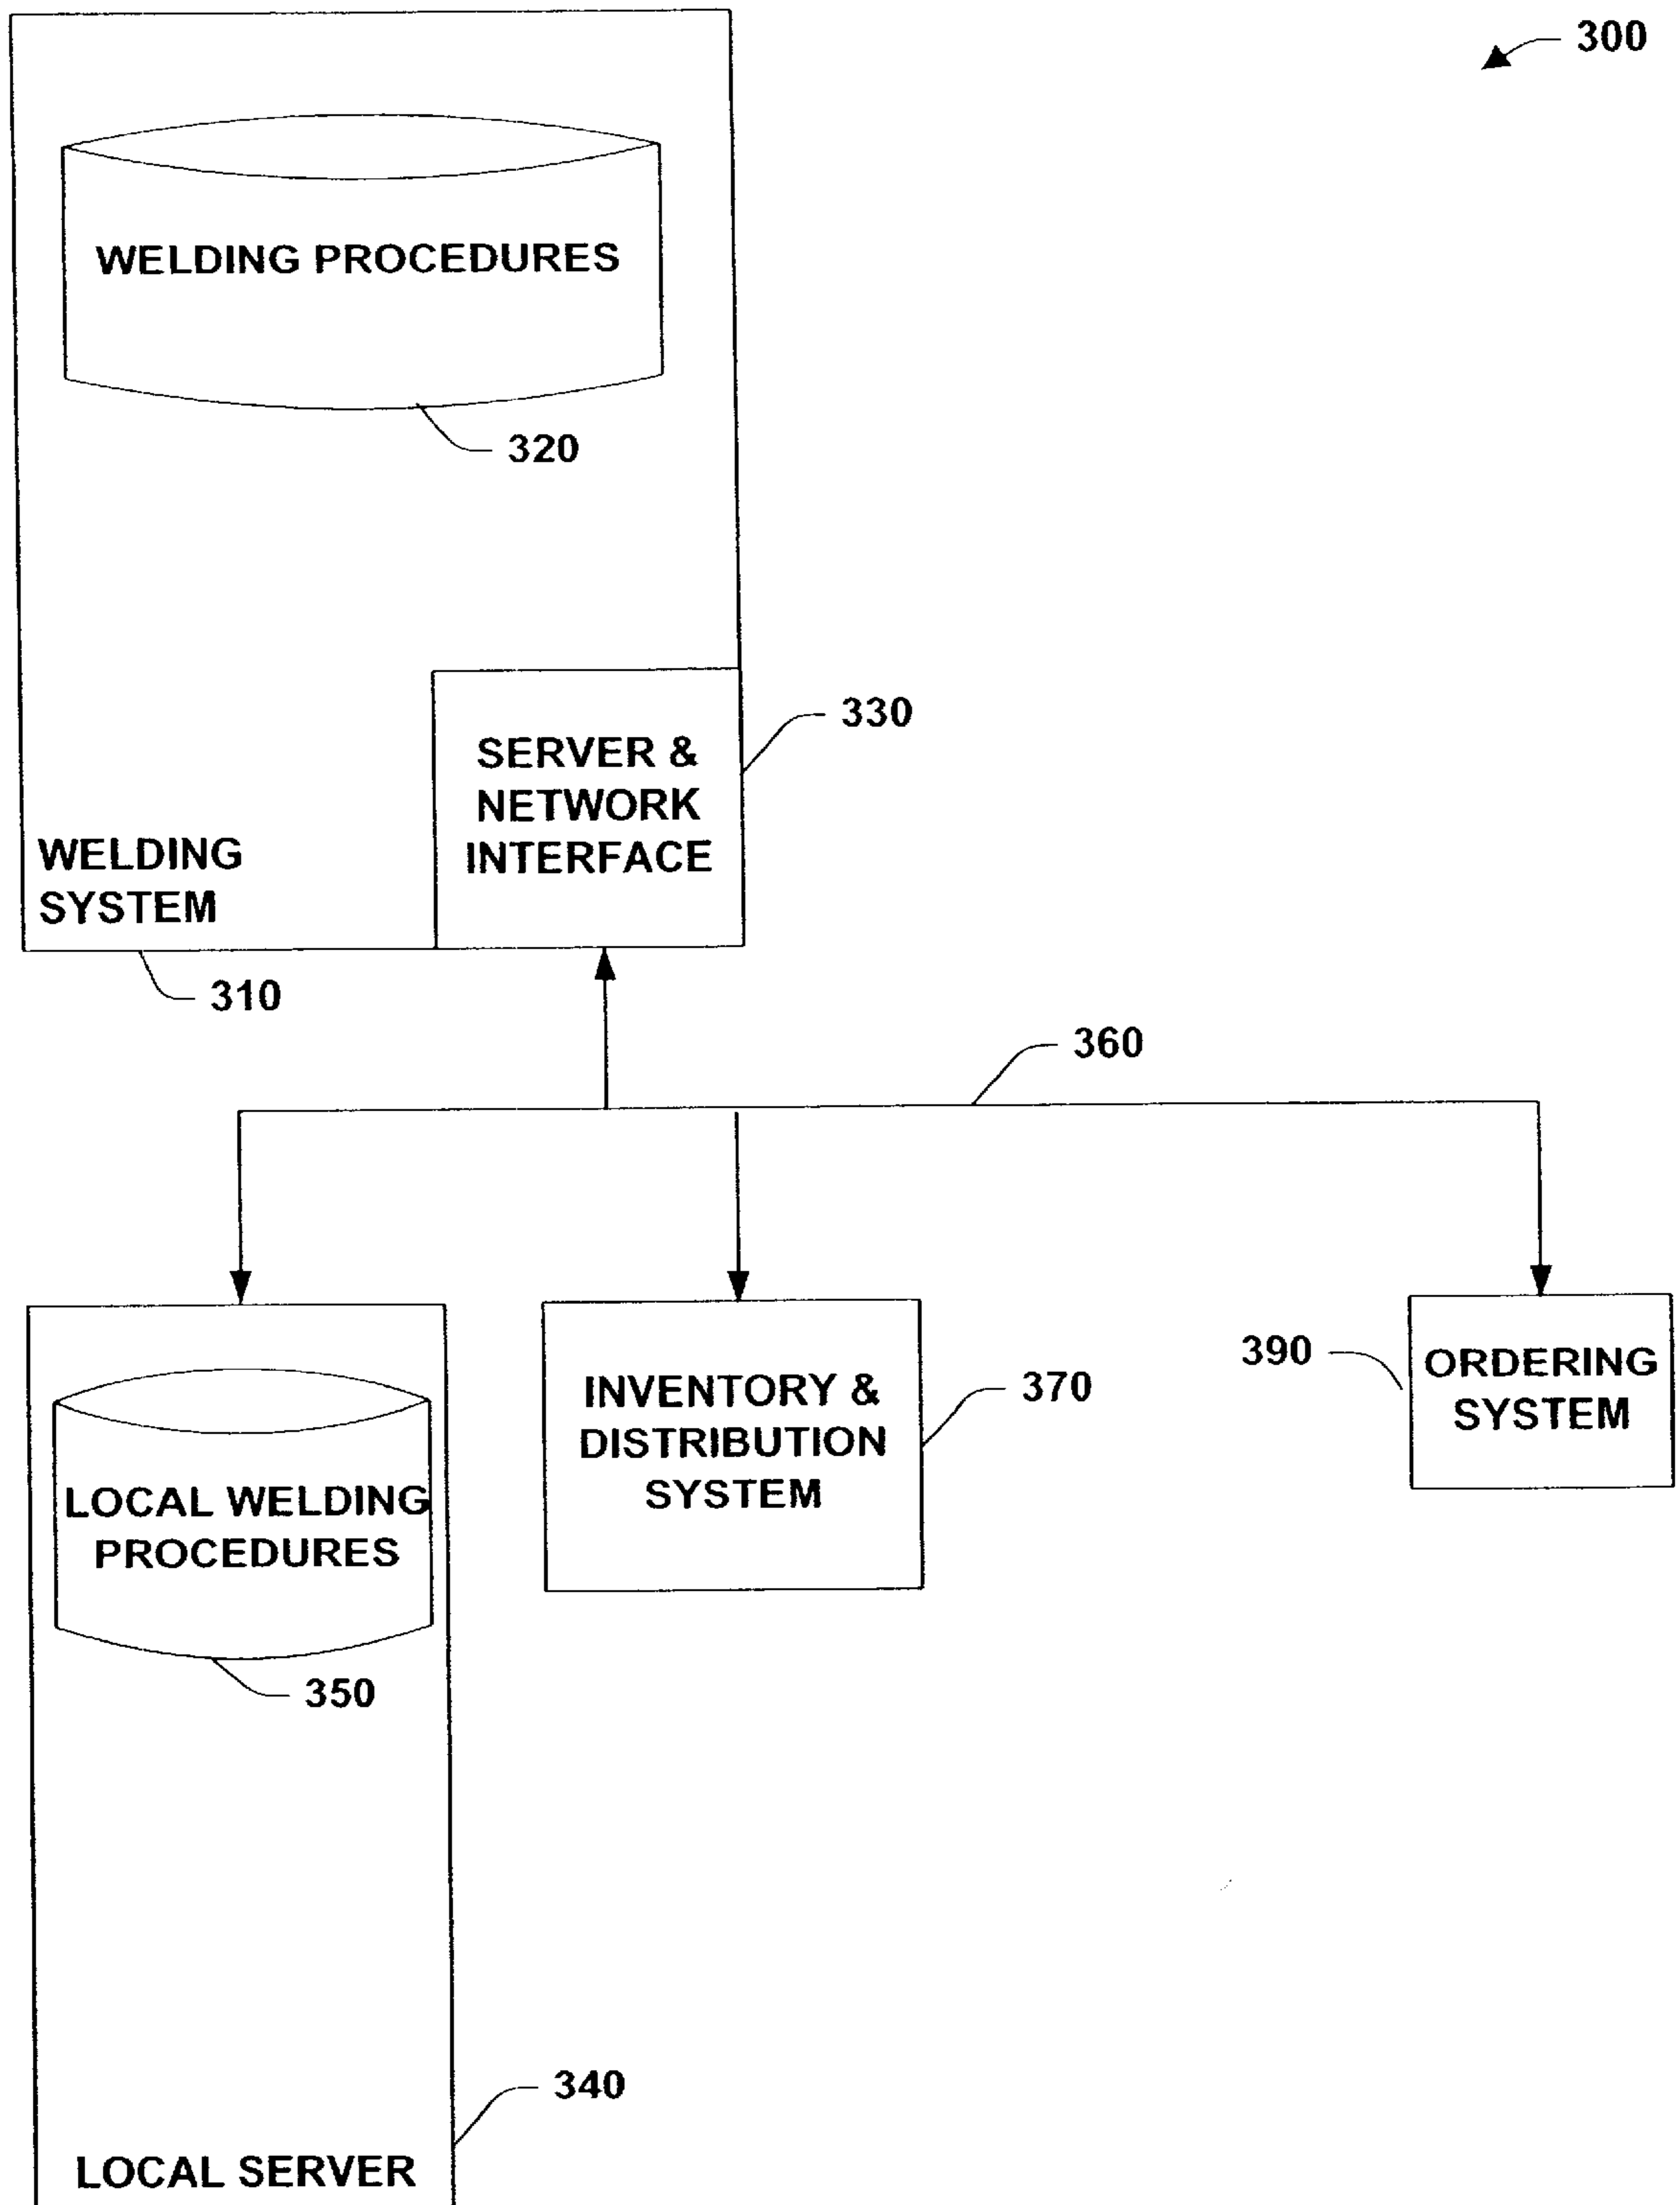 300
WELDING PROCEDURES
320
330
SERVER &
NETWORK
INTERFACE
WELDING
SYSTEM
310
360
390
ORDERING
SYSTEM
INVENTORY &
DISTRIBUTION
SYSTEM
370
LOCAL WELDING
PROCEDURES
350
340
LOCAL SERVER